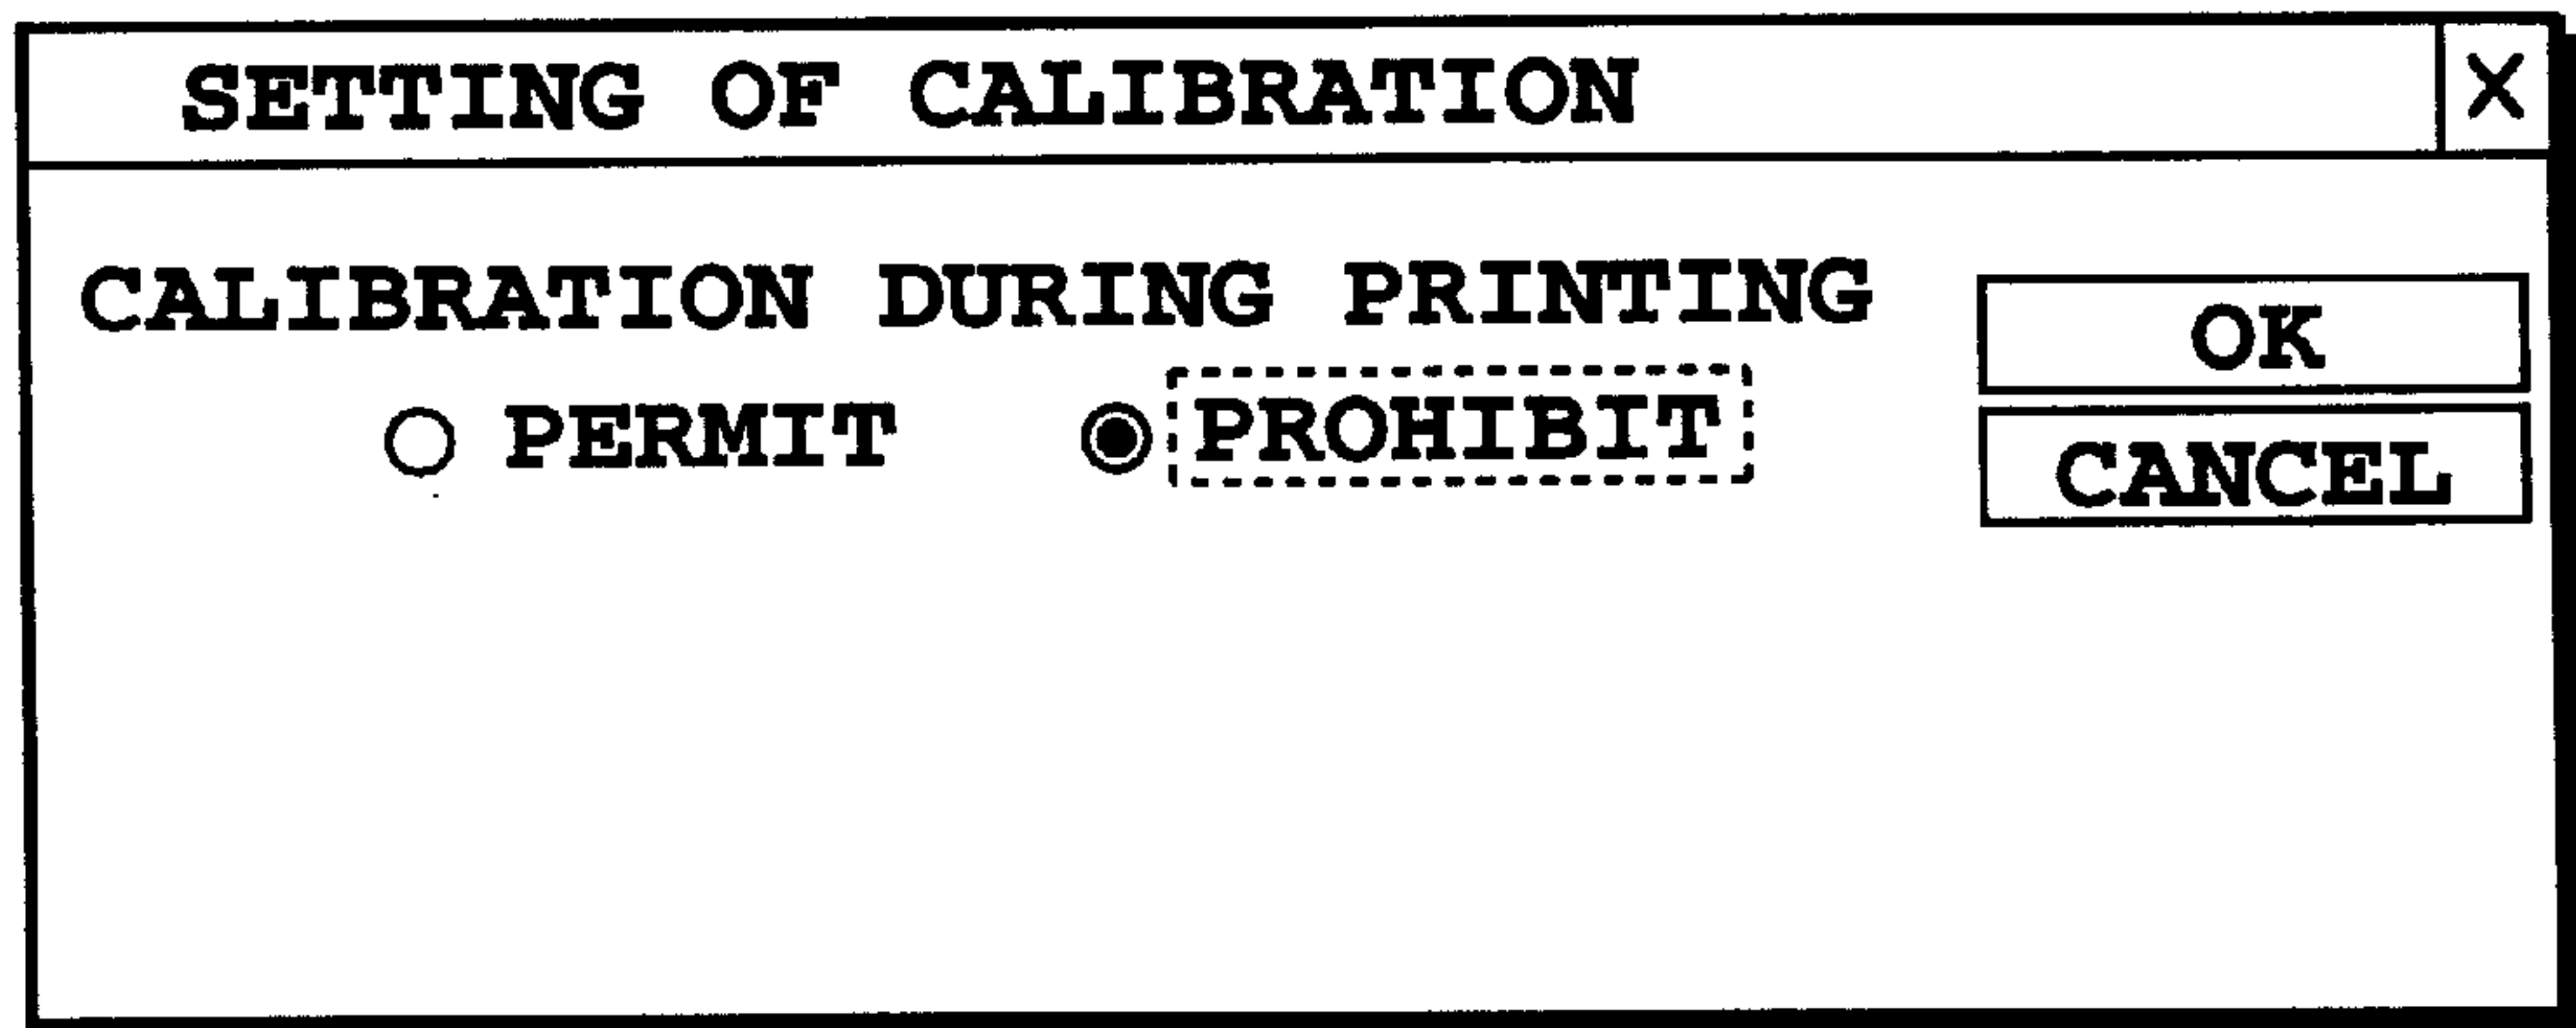 SETTING OF CALIBRATION X
CALIBRATION DURING PRINTING
PERMIT PROHIBIT
OK
CANCEL